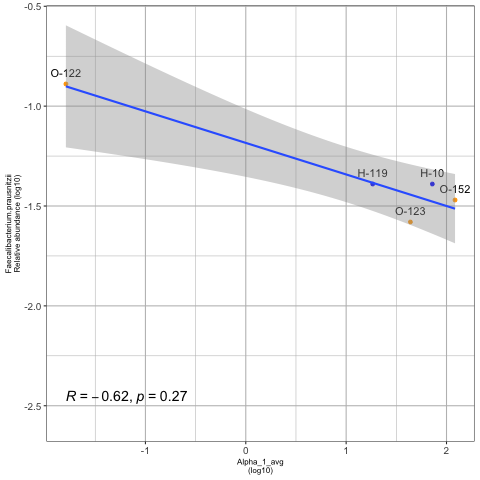 -0.5
O-122
-1.0
H-119
H-10
O-152
-1.5
O-123
-2.0
R = − 0.62, p = 0.27
-2.5
Faecalibacterium.prausnitzii
Relative abundance (log10)
-1
0
1
2
Alpha_1_avg
(log10)